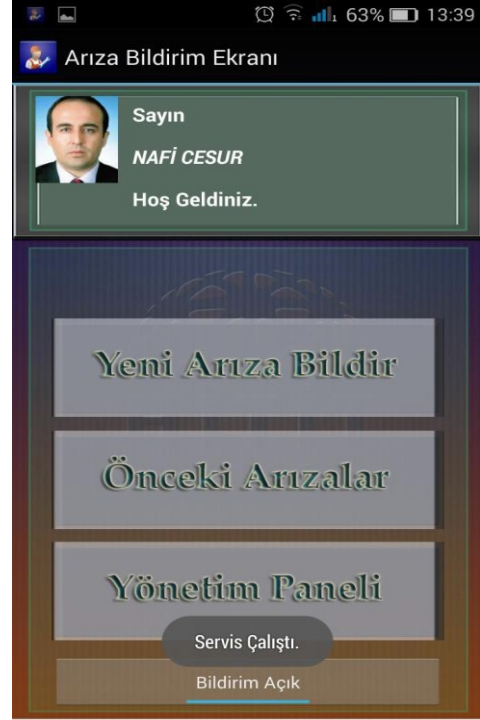 63% 13:39
Arıza Bildirim Ekranı
Sayın
NAFİ CESUR
Hoş Geldiniz.
Yeni Arıza Bildir
Önceki Arızalar
Yönetim Paneli
Servis Çalıştı.
Bildirim Açık